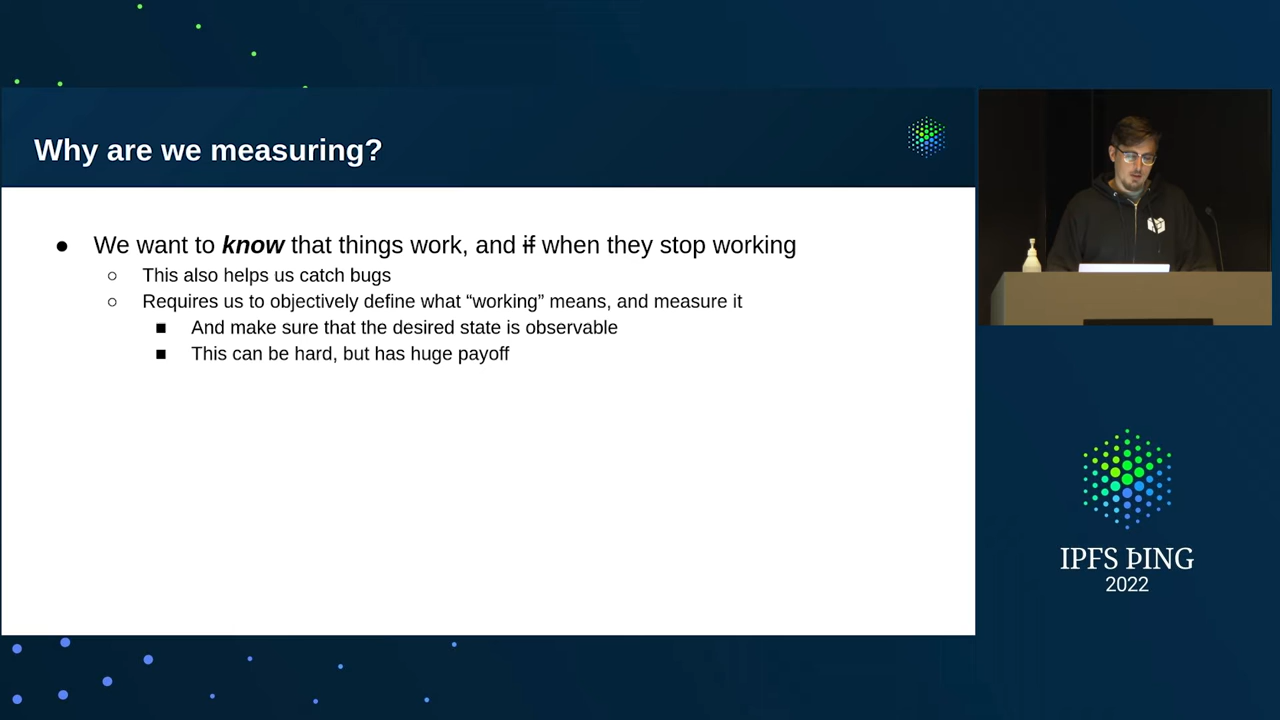 Why are we measuring?
● We want to know that things work, and if when they stop working
○ This also helps us catch bugs
○ Requires us to objectively define what “working” means, and measure it
■ And make sure that the desired state is observable
■ This can be hard, but has huge payoff
IPFS ÞING
2022